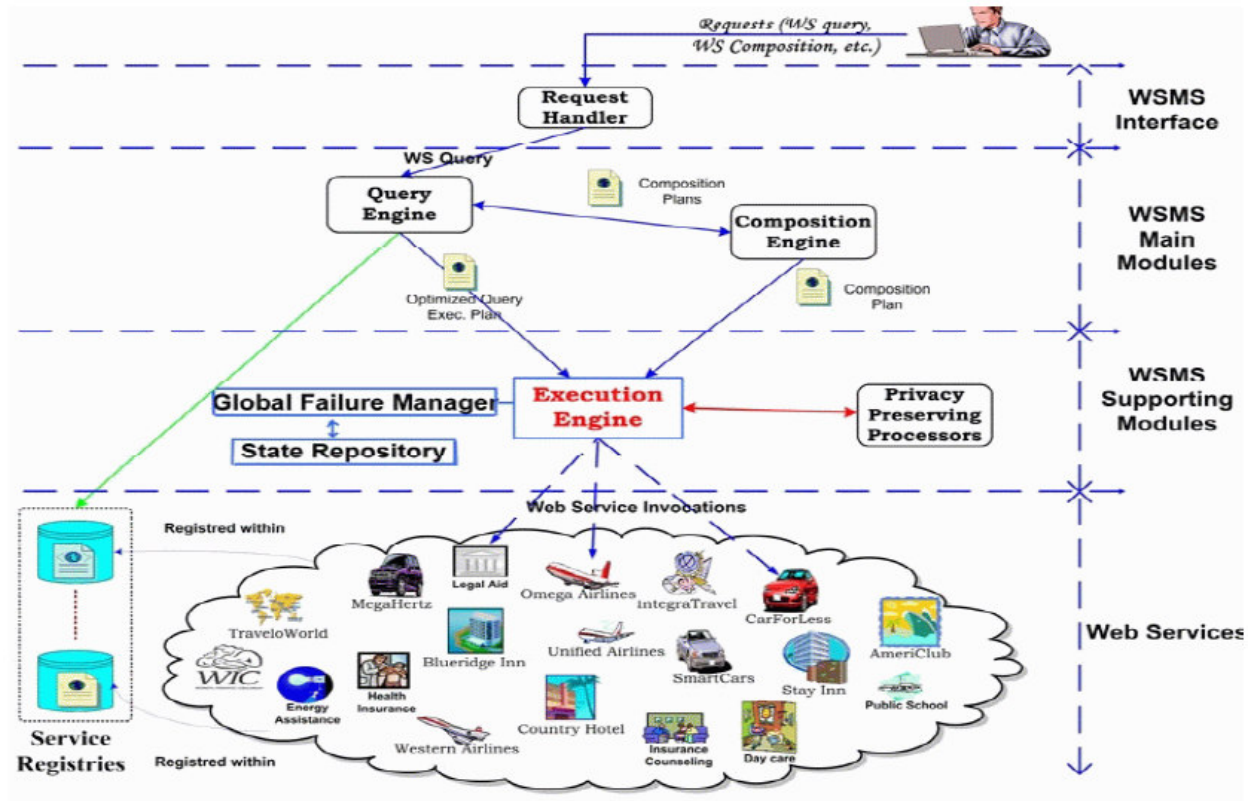 Requests (WS query,
WS Composition, etc.)
Request
Handler
WSMS
Interface
WS Query
Query
Engine
Composition
Plans
Composition
Engine
WSMS
Main
Modules
Optimized Query
Exec. Plan
Composition
Plan
Global Failure Manager
State Repository
Execution
Engine
Privacy
Preserving
Processors
WSMS
Supporting
Modules
Web Service Invocations
Registred within
Legal Aid
MegaHertz
Omega Airlines
IntegraTravel
CarForLess
TraveloWorld
Blueridge Inn
Unified Airlines
SmartCars
Stay Inn
AmeriClub
Web Services
WIC
Energy
Assistance
Health
Insurance
Public School
Western Airlines
Country Hotel
Insurance
Counseling
Day care
Service
Registries
Registred within